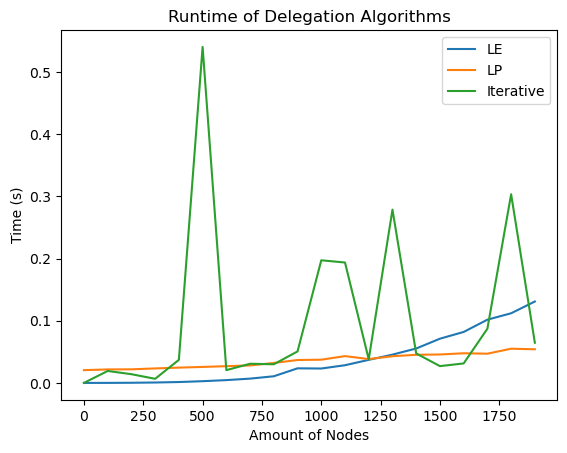 Runtime of Delegation Algorithms
LE
LP
Iterative
Time (s)
0.5
0.4
0.3
0.2
0.1
0.0
0 250 500 750 1000 1250 1500 1750
Amount of Nodes